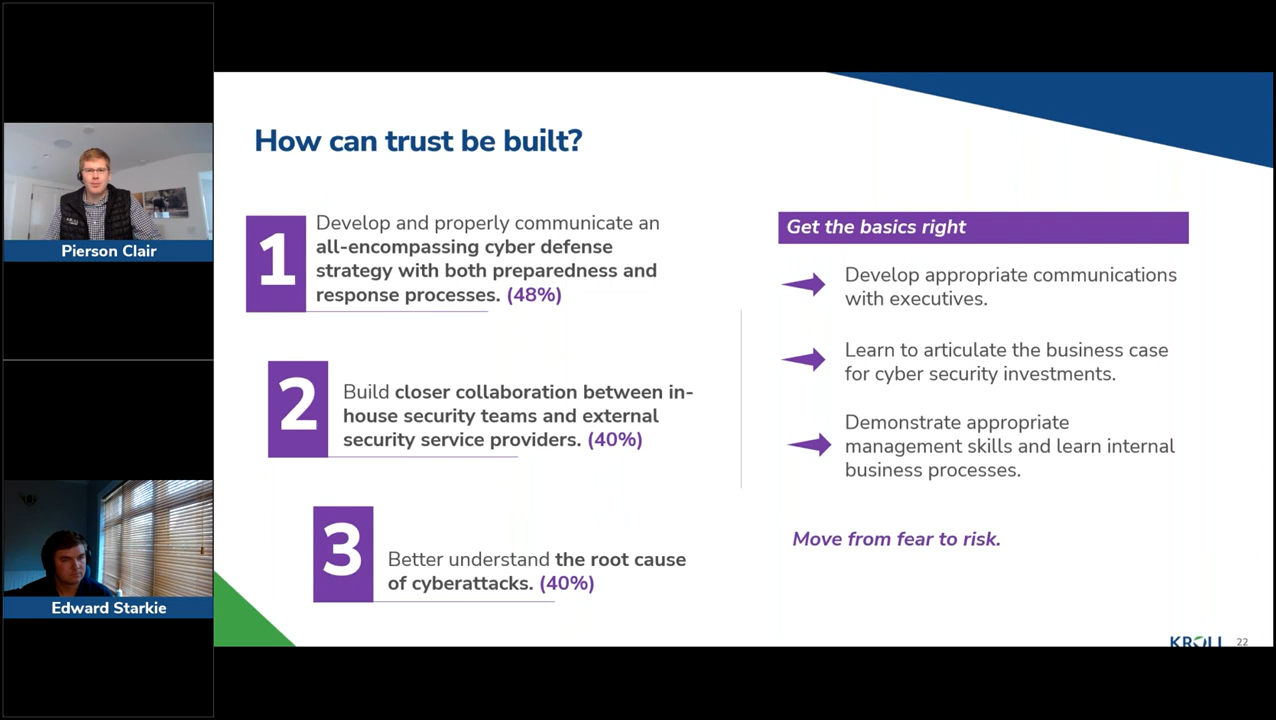 Pierson Clair
Edward Starkie
How can trust be built?
1
Develop and properly communicate an
all-encompassing cyber defense
strategy with both preparedness and
response processes. (48%)
2
Build closer collaboration between in-
house security teams and external
security service providers. (40%)
3
Better understand the root cause
of cyberattacks. (40%)
Get the basics right
Develop appropriate communications
with executives.
Learn to articulate the business case
for cyber security investments.
Demonstrate appropriate
management skills and learn internal
business processes.
Move from fear to risk.
KROLL
22